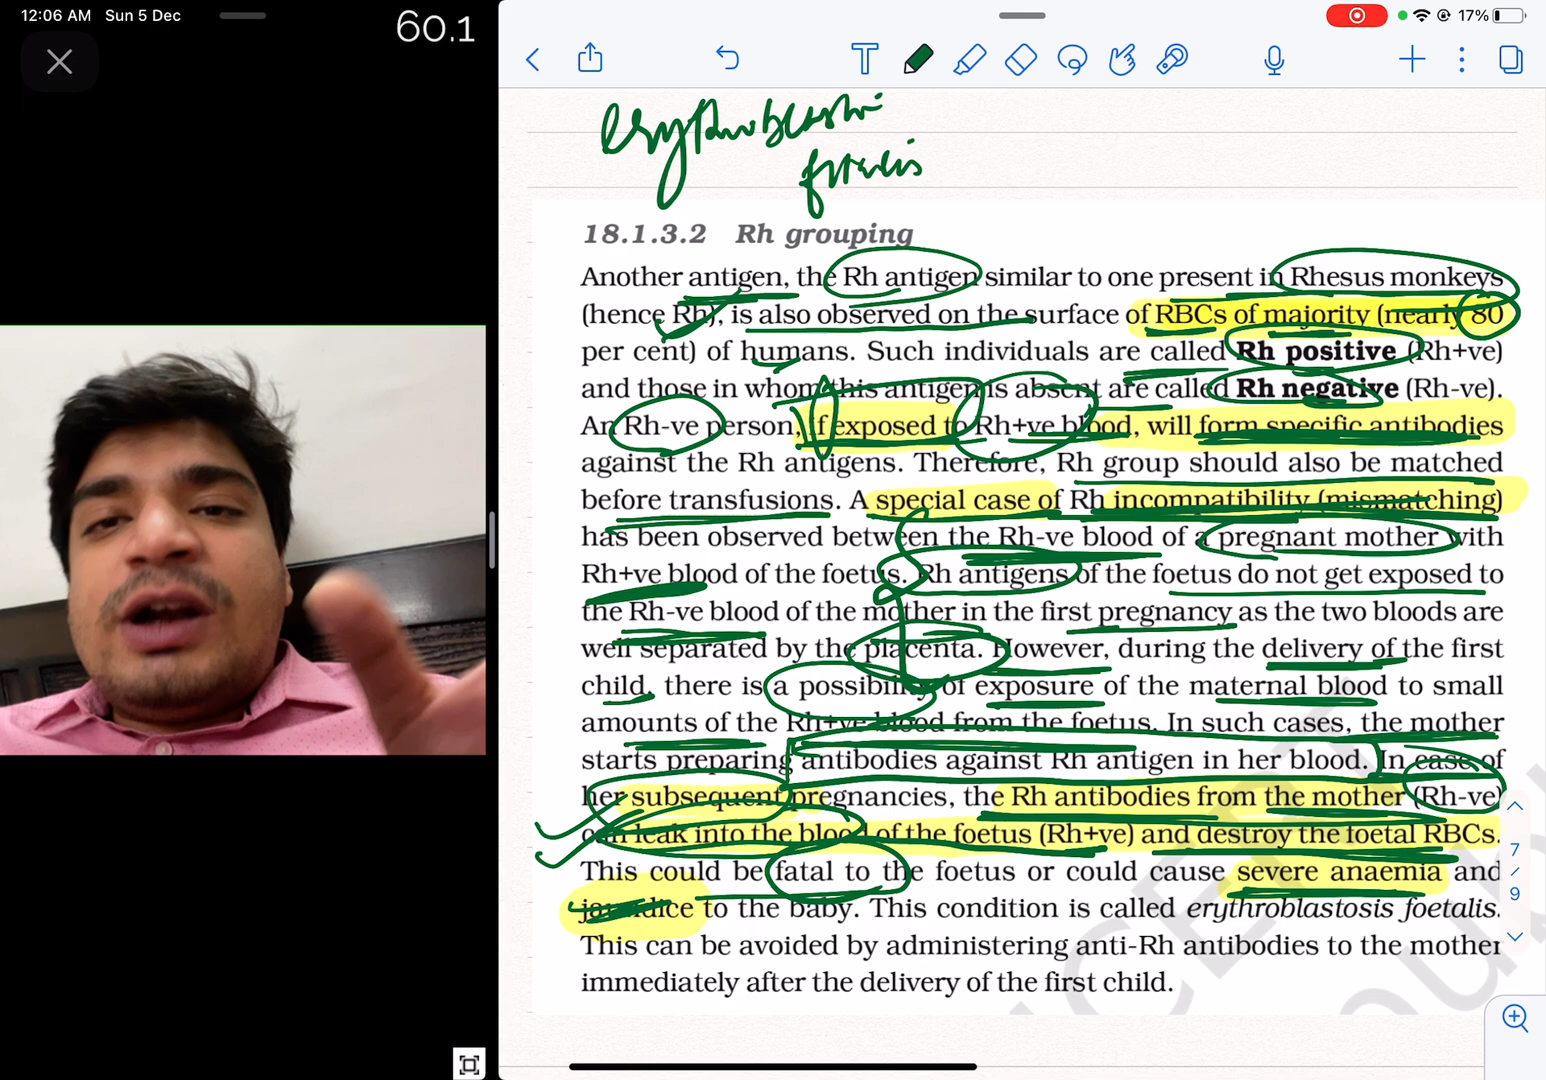 12:06 AM Sun 5 Dec
60.1
17%
erythroblastosis
foetalis
18.1.3.2 Rh grouping
Another antigen, the Rh antigen similar to one present in Rhesus monkeys
(hence Rh), is also observed on the surface of RBCs of majority (nearly 80
per cent) of humans. Such individuals are called Rh positive (Rh+ve)
and those in whom this antigen is absent are called Rh negative (Rh-ve).
An Rh-ve person, if exposed to Rh+ve blood, will form specific antibodies
against the Rh antigens. Therefore, Rh group should also be matched
before transfusions. A special case of Rh incompatibility (mismatching)
has been observed between the Rh-ve blood of a pregnant mother with
Rh+ve blood of the foetus. Rh antigens of the foetus do not get exposed to
the Rh-ve blood of the mother in the first pregnancy as the two bloods are
well separated by the placenta. However, during the delivery of the first
child, there is a possibility of exposure of the maternal blood to small
amounts of the Rh+ve blood from the foetus. In such cases, the mother
starts preparing antibodies against Rh antigen in her blood. In case of
her subsequent pregnancies, the Rh antibodies from the mother (Rh-ve)
can leak into the blood of the foetus (Rh+ve) and destroy the foetal RBCs.
This could be fatal to the foetus or could cause severe anaemia and
jaundice to the baby. This condition is called erythroblastosis foetalis.
This can be avoided by administering anti-Rh antibodies to the mother
immediately after the delivery of the first child.
7
/
9